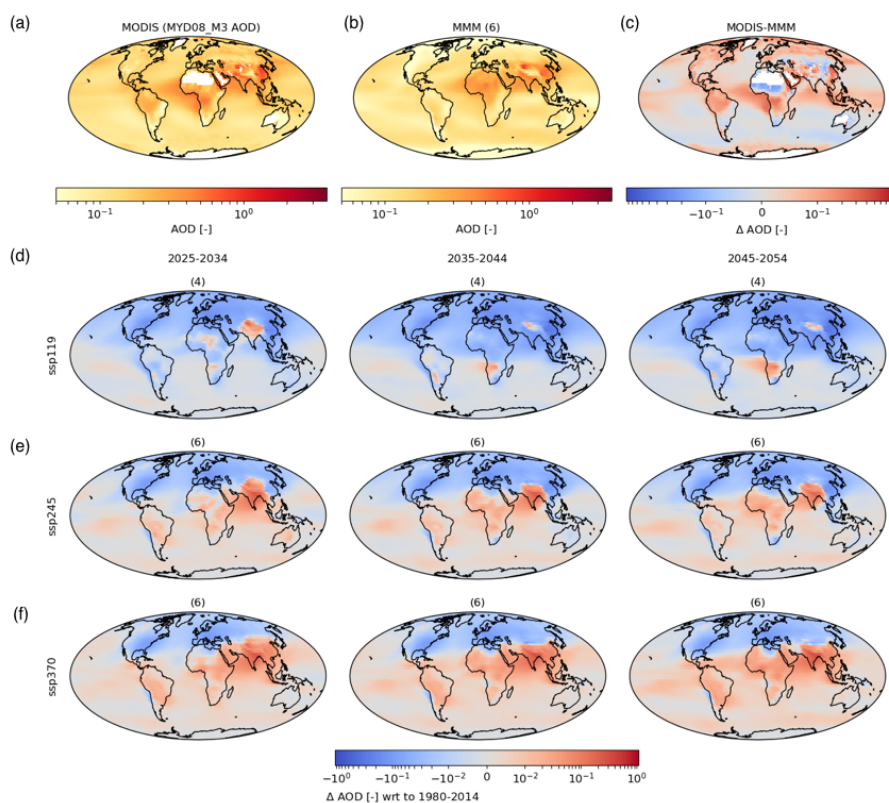 (a) MODIS (MYD08_M3 AOD) (b) MMM (6) (c) MODIS-MMM
10⁻¹ 10⁰ 10⁻¹ 10⁰ −10⁻¹ 0 10⁻¹
AOD [-] AOD [-] Δ AOD [-]
(d) 2025-2034 2035-2044 2045-2054
(4) (4) (4)
ssp119
(e) (6) (6) (6)
ssp245
(f) (6) (6) (6)
ssp370
−10⁰ −10⁻¹ −10⁻² 0 10⁻² 10⁻¹ 10⁰
Δ AOD [-] wrt to 1980-2014